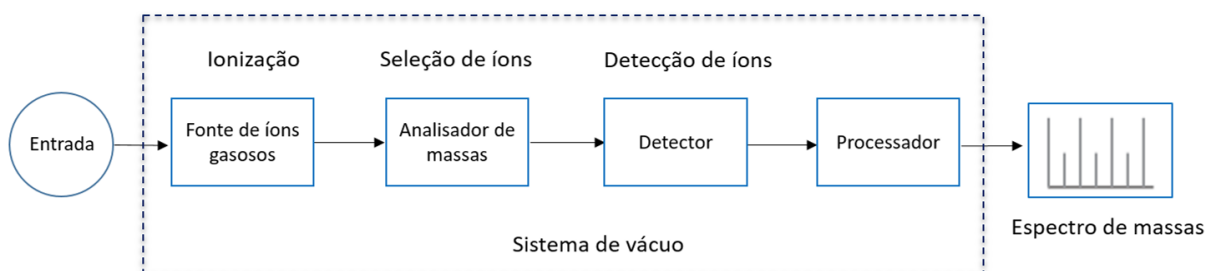 Ionização
Seleção de íons
Detecção de íons
Entrada
Fonte de íons
gasosos
Analisador de
massas
Detector
Processador
Sistema de vácuo
Espectro de massas